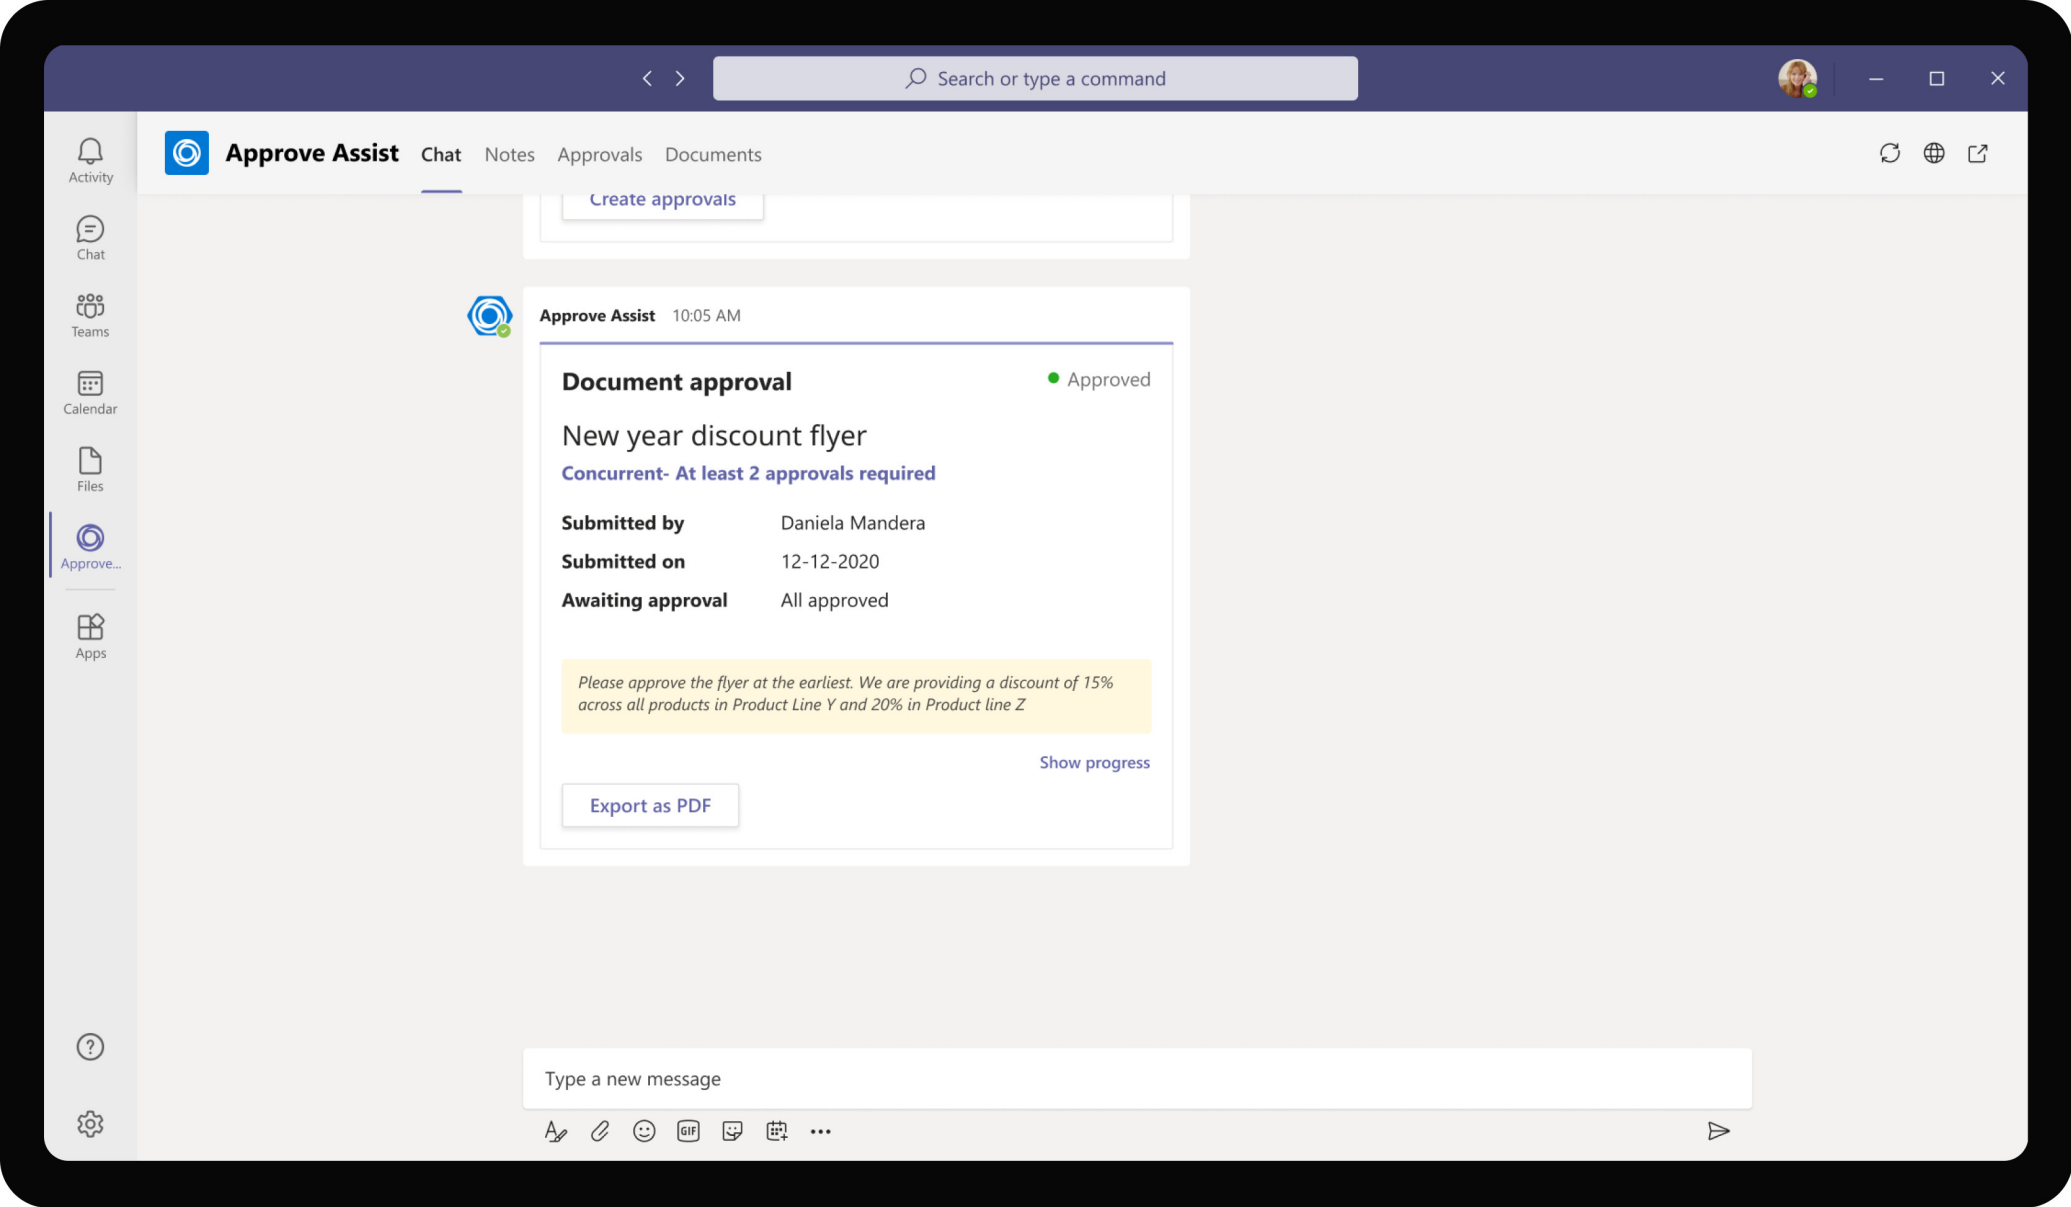 Search or type a command
Activity
Chat
Teams
Calendar
Files
Approve...
Apps
Approve Assist
Chat
Notes
Approvals
Documents
Create approvals
Approve Assist 10:05 AM
Document approval
Approved
New year discount flyer
Concurrent- At least 2 approvals required
Submitted by Daniela Mandera
Submitted on 12-12-2020
Awaiting approval All approved
Please approve the flyer at the earliest. We are providing a discount of 15%
across all products in Product Line Y and 20% in Product line Z
Show progress
Export as PDF
Type a new message
GIF